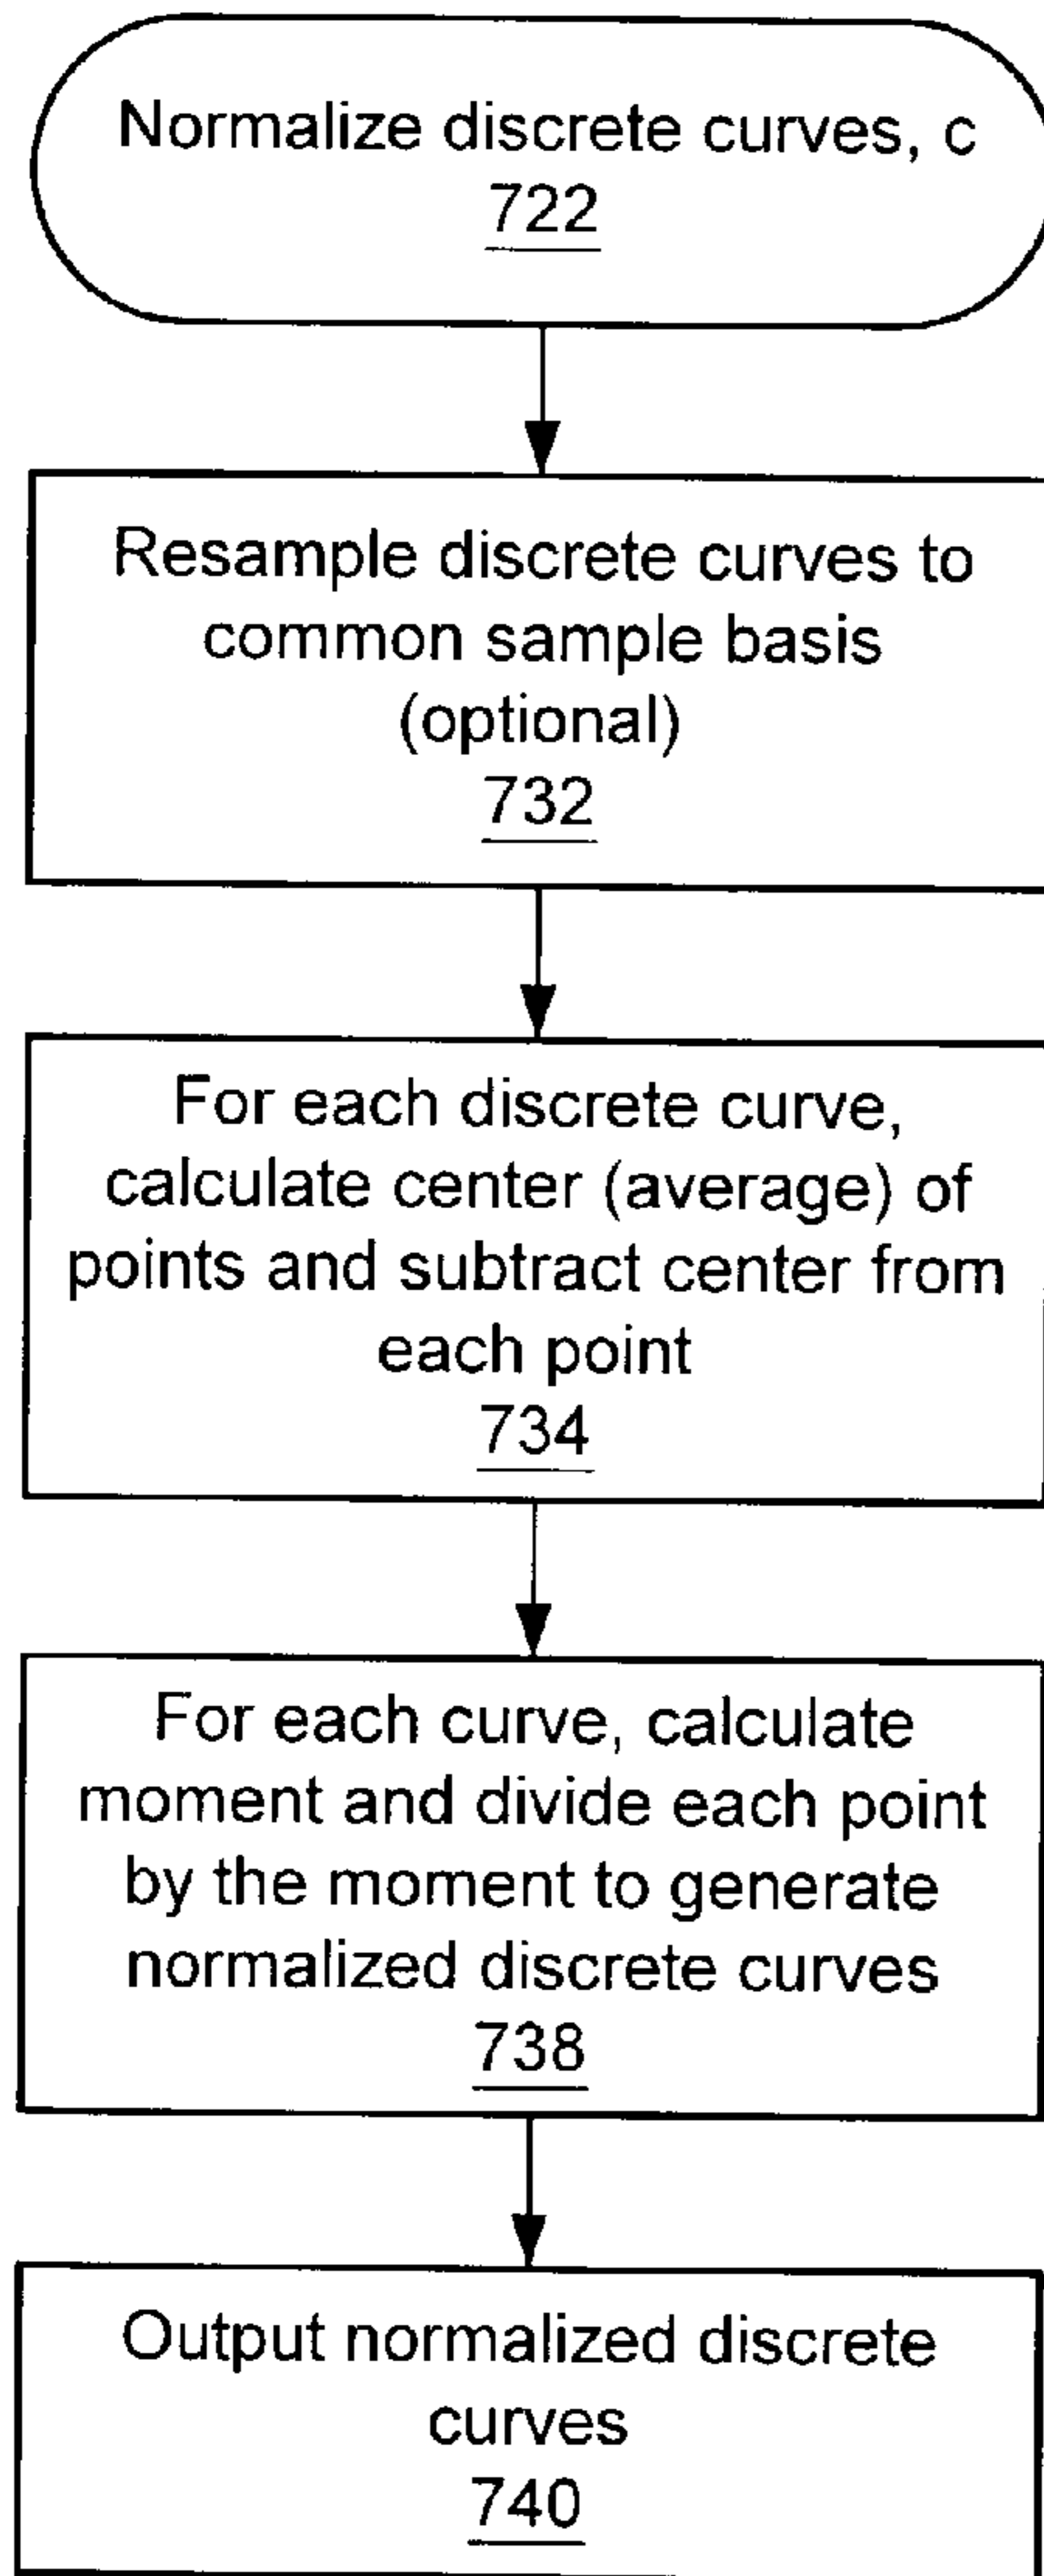 Normalize discrete curves, c
722
Resample discrete curves to
common sample basis
(optional)
732
For each discrete curve,
calculate center (average) of
points and subtract center from
each point
734
For each curve, calculate
moment and divide each point
by the moment to generate
normalized discrete curves
738
Output normalized discrete
curves
740